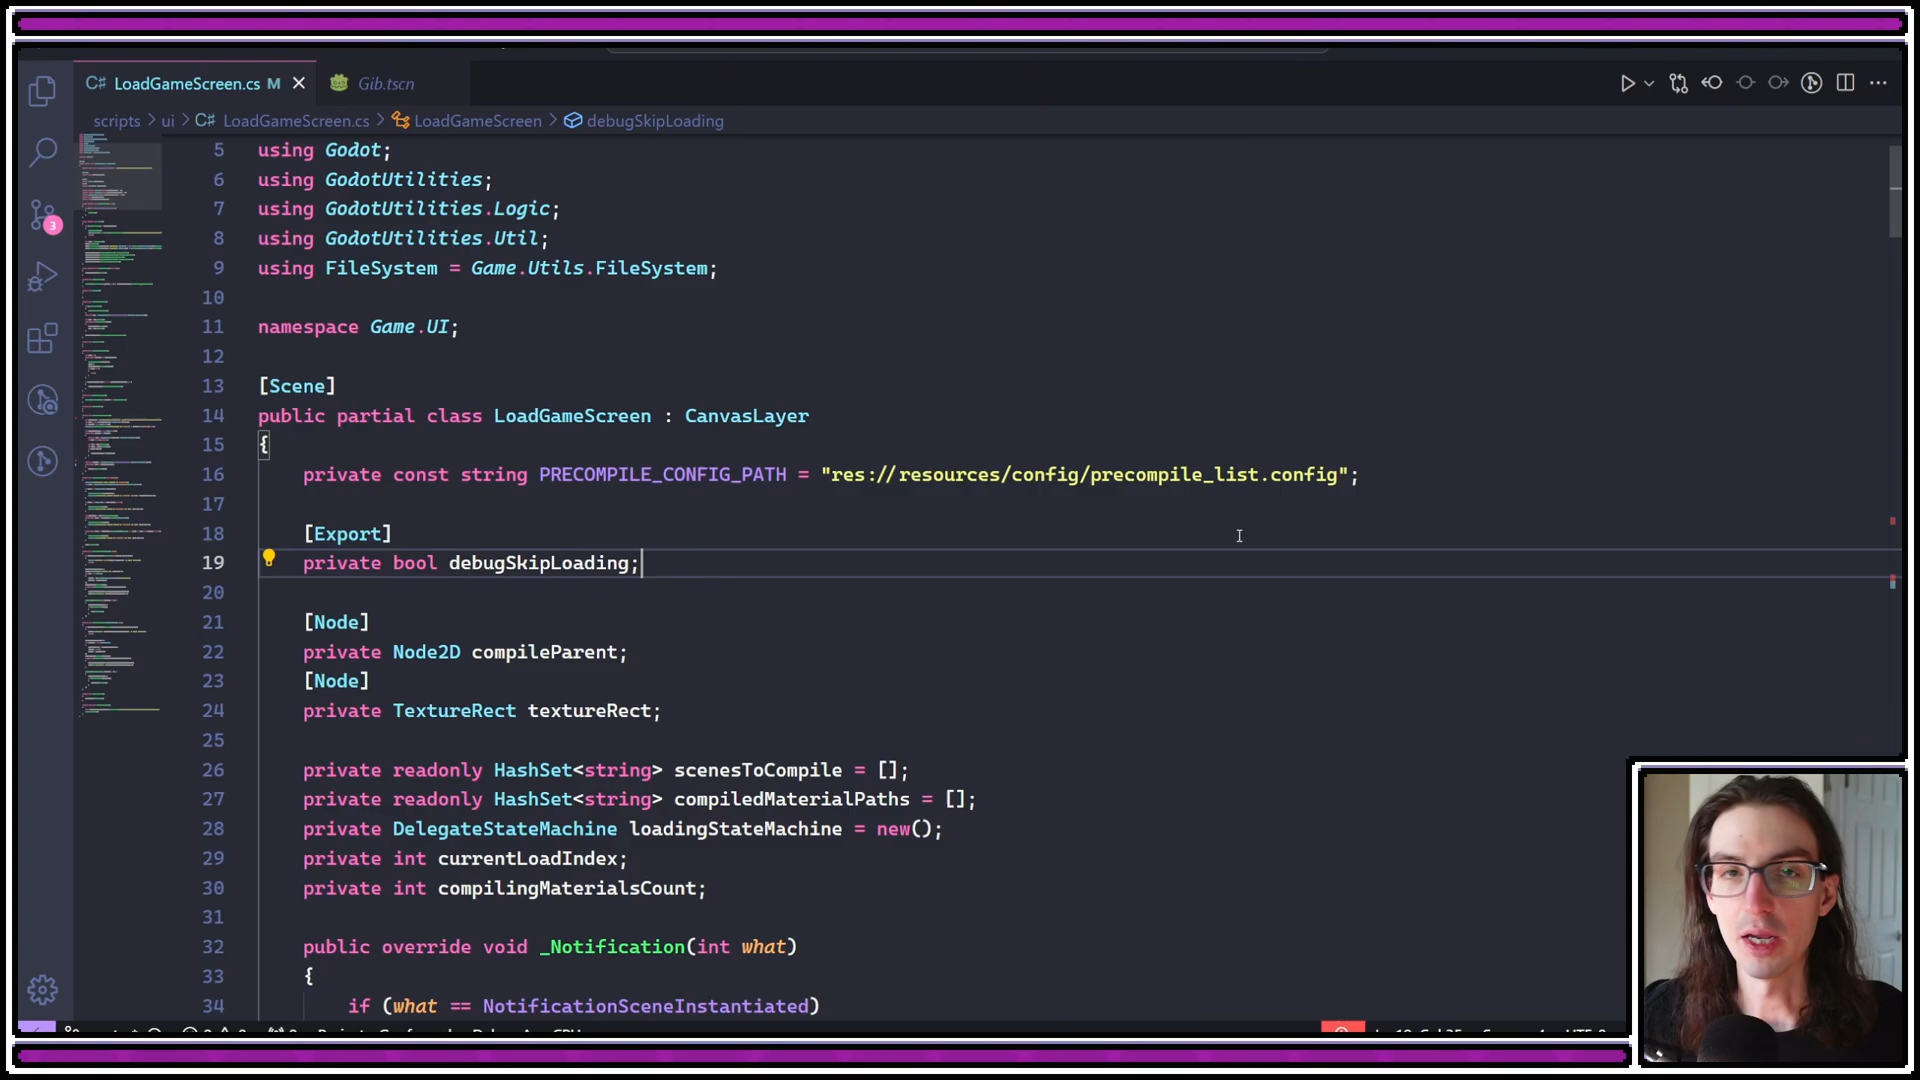 LoadGameScreen.cs M
Gib.tscn
scripts > ui > C# LoadGameScreen.cs > LoadGameScreen > debugSkipLoading
3
5 using Godot;
6 using GodotUtilities;
7 using GodotUtilities.Logic;
8 using GodotUtilities.Util;
9 using FileSystem = Game.Utils.FileSystem;
10
11 namespace Game.UI;
12
13 [Scene]
14 public partial class LoadGameScreen : CanvasLayer
15 {
16 private const string PRECOMPILE_CONFIG_PATH = "res://resources/config/precompile_list.config";
17
18 [Export]
19 private bool debugSkipLoading;
20
21 [Node]
22 private Node2D compileParent;
23 [Node]
24 private TextureRect textureRect;
25
26 private readonly HashSet<string> scenesToCompile = [];
27 private readonly HashSet<string> compiledMaterialPaths = [];
28 private DelegateStateMachine loadingStateMachine = new();
29 private int currentLoadIndex;
30 private int compilingMaterialsCount;
31
32 public override void _Notification(int what)
33 {
34 if (what == NotificationSceneInstantiated)